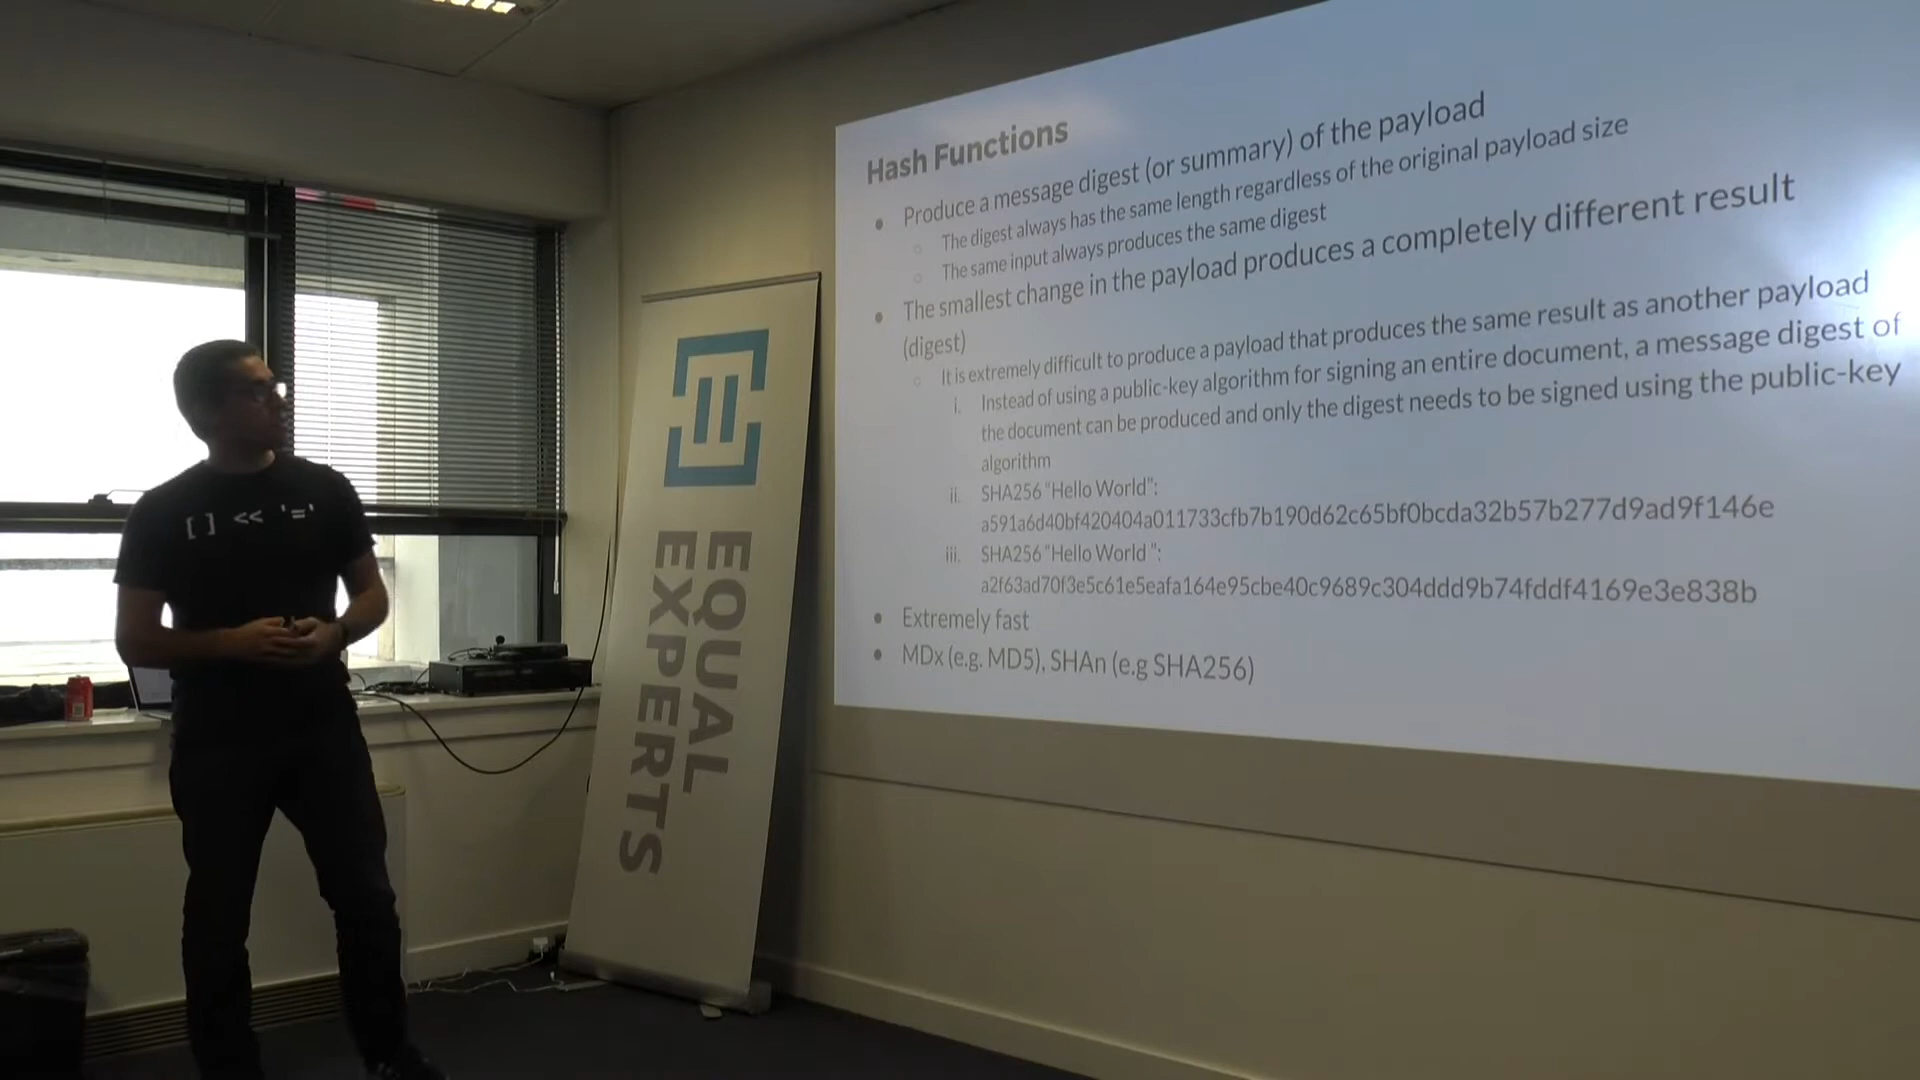 Hash Functions
Produce a message digest (or summary) of the payload
The digest always has the same length regardless of the original payload size
The same input always produces the same digest
The smallest change in the payload produces a completely different result
(digest)
It is extremely difficult to produce a payload that produces the same result as another payload
i. Instead of using a public-key algorithm for signing an entire document, a message digest of
the document can be produced and only the digest needs to be signed using the public-key
algorithm
ii. SHA256 "Hello World":
a591a6d40bf420404a011733cfb7b190d62c65bf0bcda32b57b277d9ad9f146e
iii. SHA256 "Hello World ":
a2f63ad70f3e5c61e5eafa164e95cbe40c9689c304ddd9b74fddf4169e3e838b
Extremely fast
MDx (e.g. MD5), SHAn (e.g SHA256)
[ ] << '='
EQUAL
EXPERTS